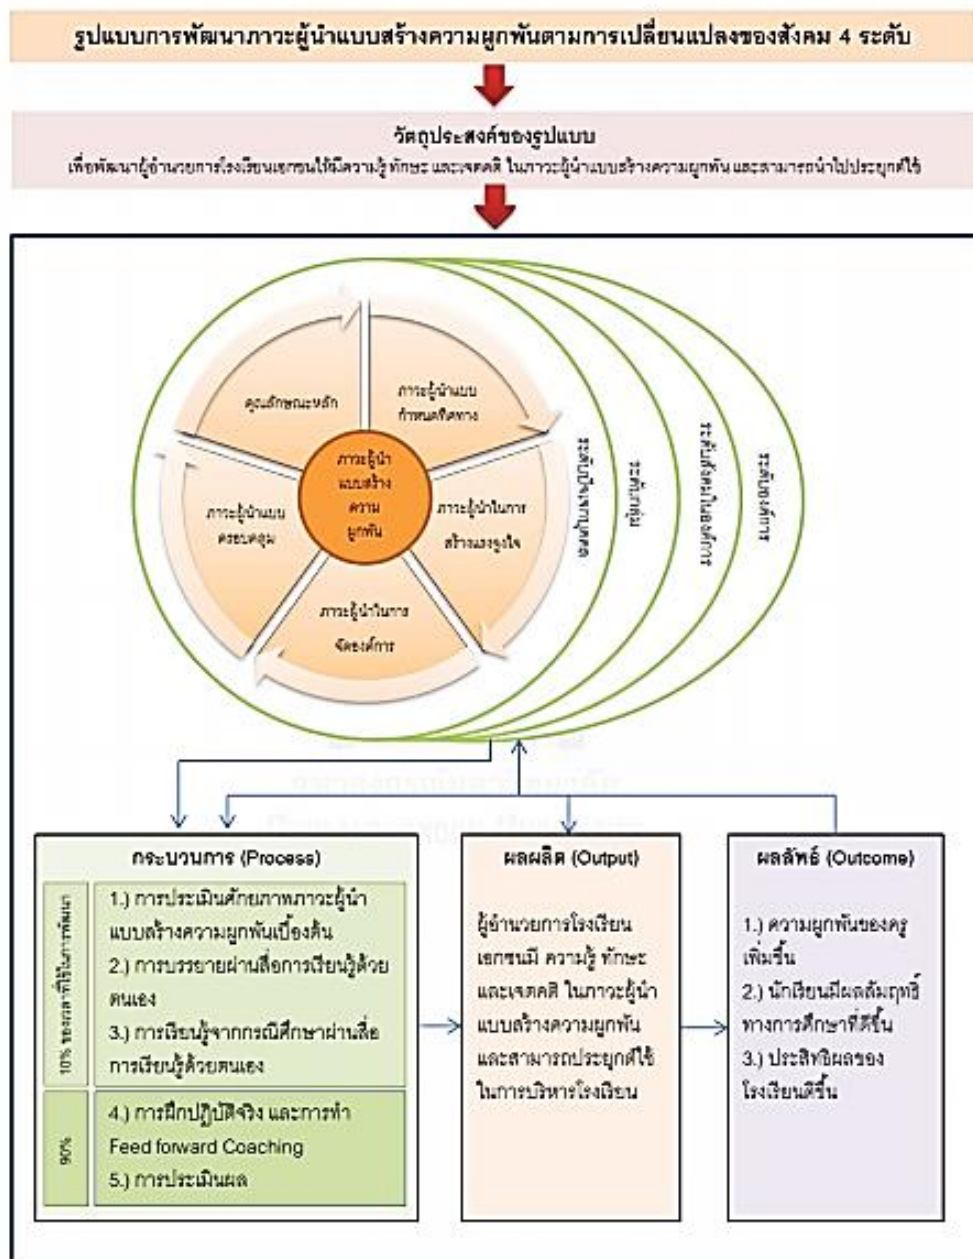 รูปแบบการพัฒนาภาวะผู้นำแบบสร้างความผูกพันตามการเปลี่ยนแปลงของสังคม 4 ระดับ
วัตถุประสงค์ของรูปแบบ
เพื่อพัฒนาผู้อำนวยการโรงเรียนเอกชนให้มีความรู้ ทักษะ และเจตคติ ในภาวะผู้นำแบบสร้างความผูกพัน และสามารถนำไปประยุกต์ใช้
คุณลักษณะหลัก
ภาวะผู้นำแบบ
กำหนดทิศทาง
ภาวะผู้นำ
แบบสร้าง
ความ
ผูกพัน
ภาวะผู้นำแบบ
ครอบคลุม
ภาวะผู้นำในการ
สร้างแรงจูงใจ
ภาวะผู้นำในการ
จัดองค์การ
ระดับปัจเจกบุคคล
ระดับกลุ่ม
ระดับสังคมในองค์การ
ระดับองค์การ
กระบวนการ (Process)
10% ของเวลาที่ใช้ในการพัฒนา
1.) การประเมินศักยภาพภาวะผู้นำ
แบบสร้างความผูกพันเบื้องต้น
2.) การบรรยายผ่านสื่อการเรียนรู้ด้วย
ตนเอง
3.) การเรียนรู้จากกรณีศึกษาผ่านสื่อ
การเรียนรู้ด้วยตนเอง
90%
4.) การฝึกปฏิบัติจริง และการทำ
Feed forward Coaching
5.) การประเมินผล
ผลผลิต (Output)
ผู้อำนวยการโรงเรียน
เอกชนมี ความรู้ ทักษะ
และเจตคติ ในภาวะผู้นำ
แบบสร้างความผูกพัน
และสามารถประยุกต์ใช้
ในการบริหารโรงเรียน
ผลลัพธ์ (Outcome)
1.) ความผูกพันของครู
เพิ่มขึ้น
2.) นักเรียนมีผลสัมฤทธิ์
ทางการศึกษาที่ดีขึ้น
3.) ประสิทธิผลของ
โรงเรียนดีขึ้น